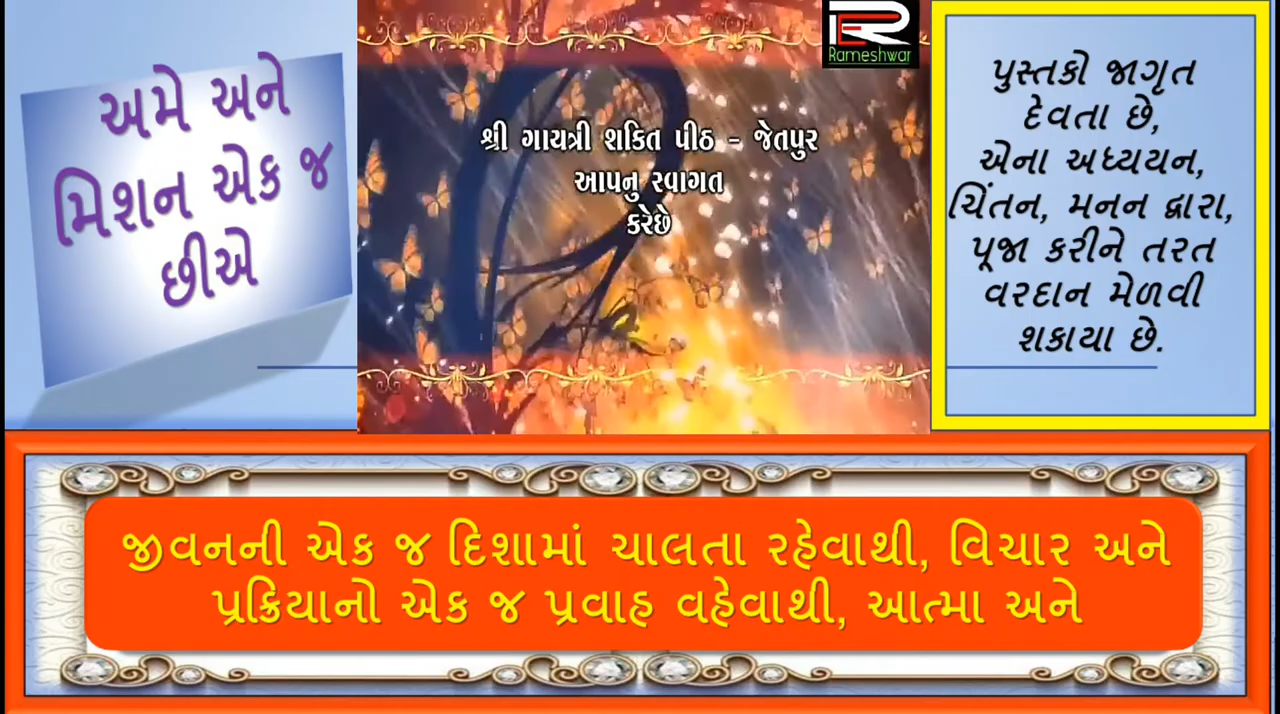 અમે અને
મિશન એક જ
છીએ
Rameshwar
શ્રી ગાયત્રી શકિત પીઠ - જેતપુર
આપનુ સ્વાગત
કરેછે
પુસ્તકો જાગૃત
દેવતા છે,
એના અધ્યયન,
ચિંતન, મનન દ્વારા,
પૂજા કરીને તરત
વરદાન મેળવી
શકાયા છે.
જીવનની એક જ દિશામાં ચાલતા રહેવાથી, વિચાર અને
પ્રક્રિયાનો એક જ પ્રવાહ વહેવાથી, આત્મા અને